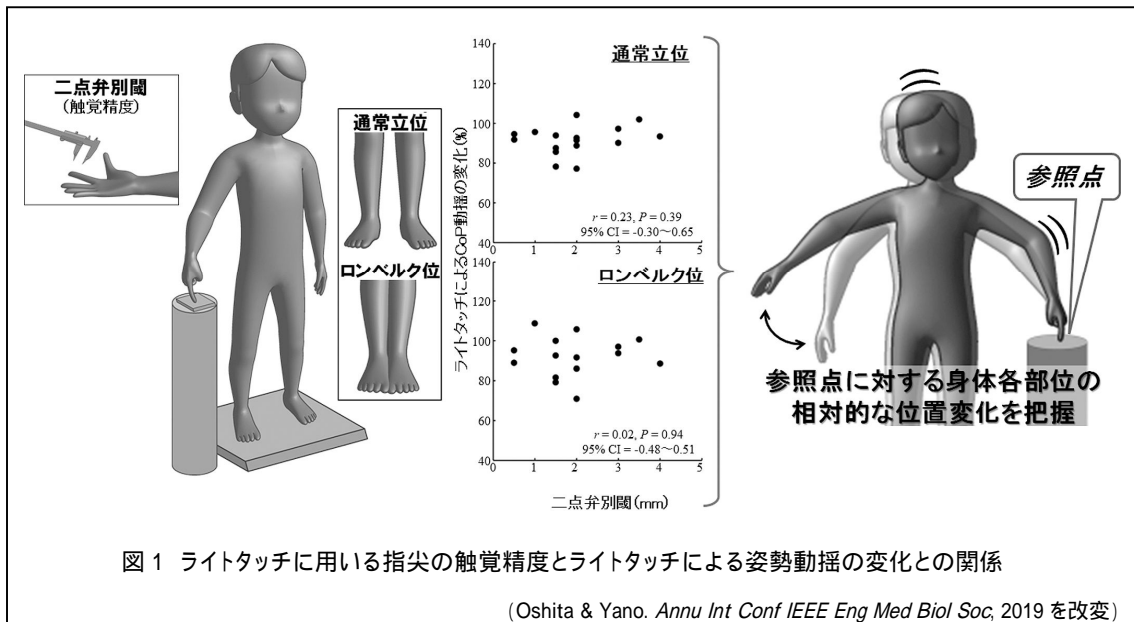 二点弁別閾
(触覚精度)
通常立位
ロンベルク位
ライトタッチによるCoP動揺の変化(%)
140
120
100
80
60
40
0
1
2
3
4
5
通常立位
r = 0.23, P = 0.39
95% CI = -0.30～0.65
140
120
100
80
60
40
0
1
2
3
4
5
ロンベルク位
r = 0.02, P = 0.94
95% CI = -0.48～0.51
二点弁別閾(mm)
参照点
参照点に対する身体各部位の
相対的な位置変化を把握
図 1 ライトタッチに用いる指尖の触覚精度とライトタッチによる姿勢動揺の変化との関係
(Oshita & Yano. Annu Int Conf IEEE Eng Med Biol Soc, 2019 を改変)